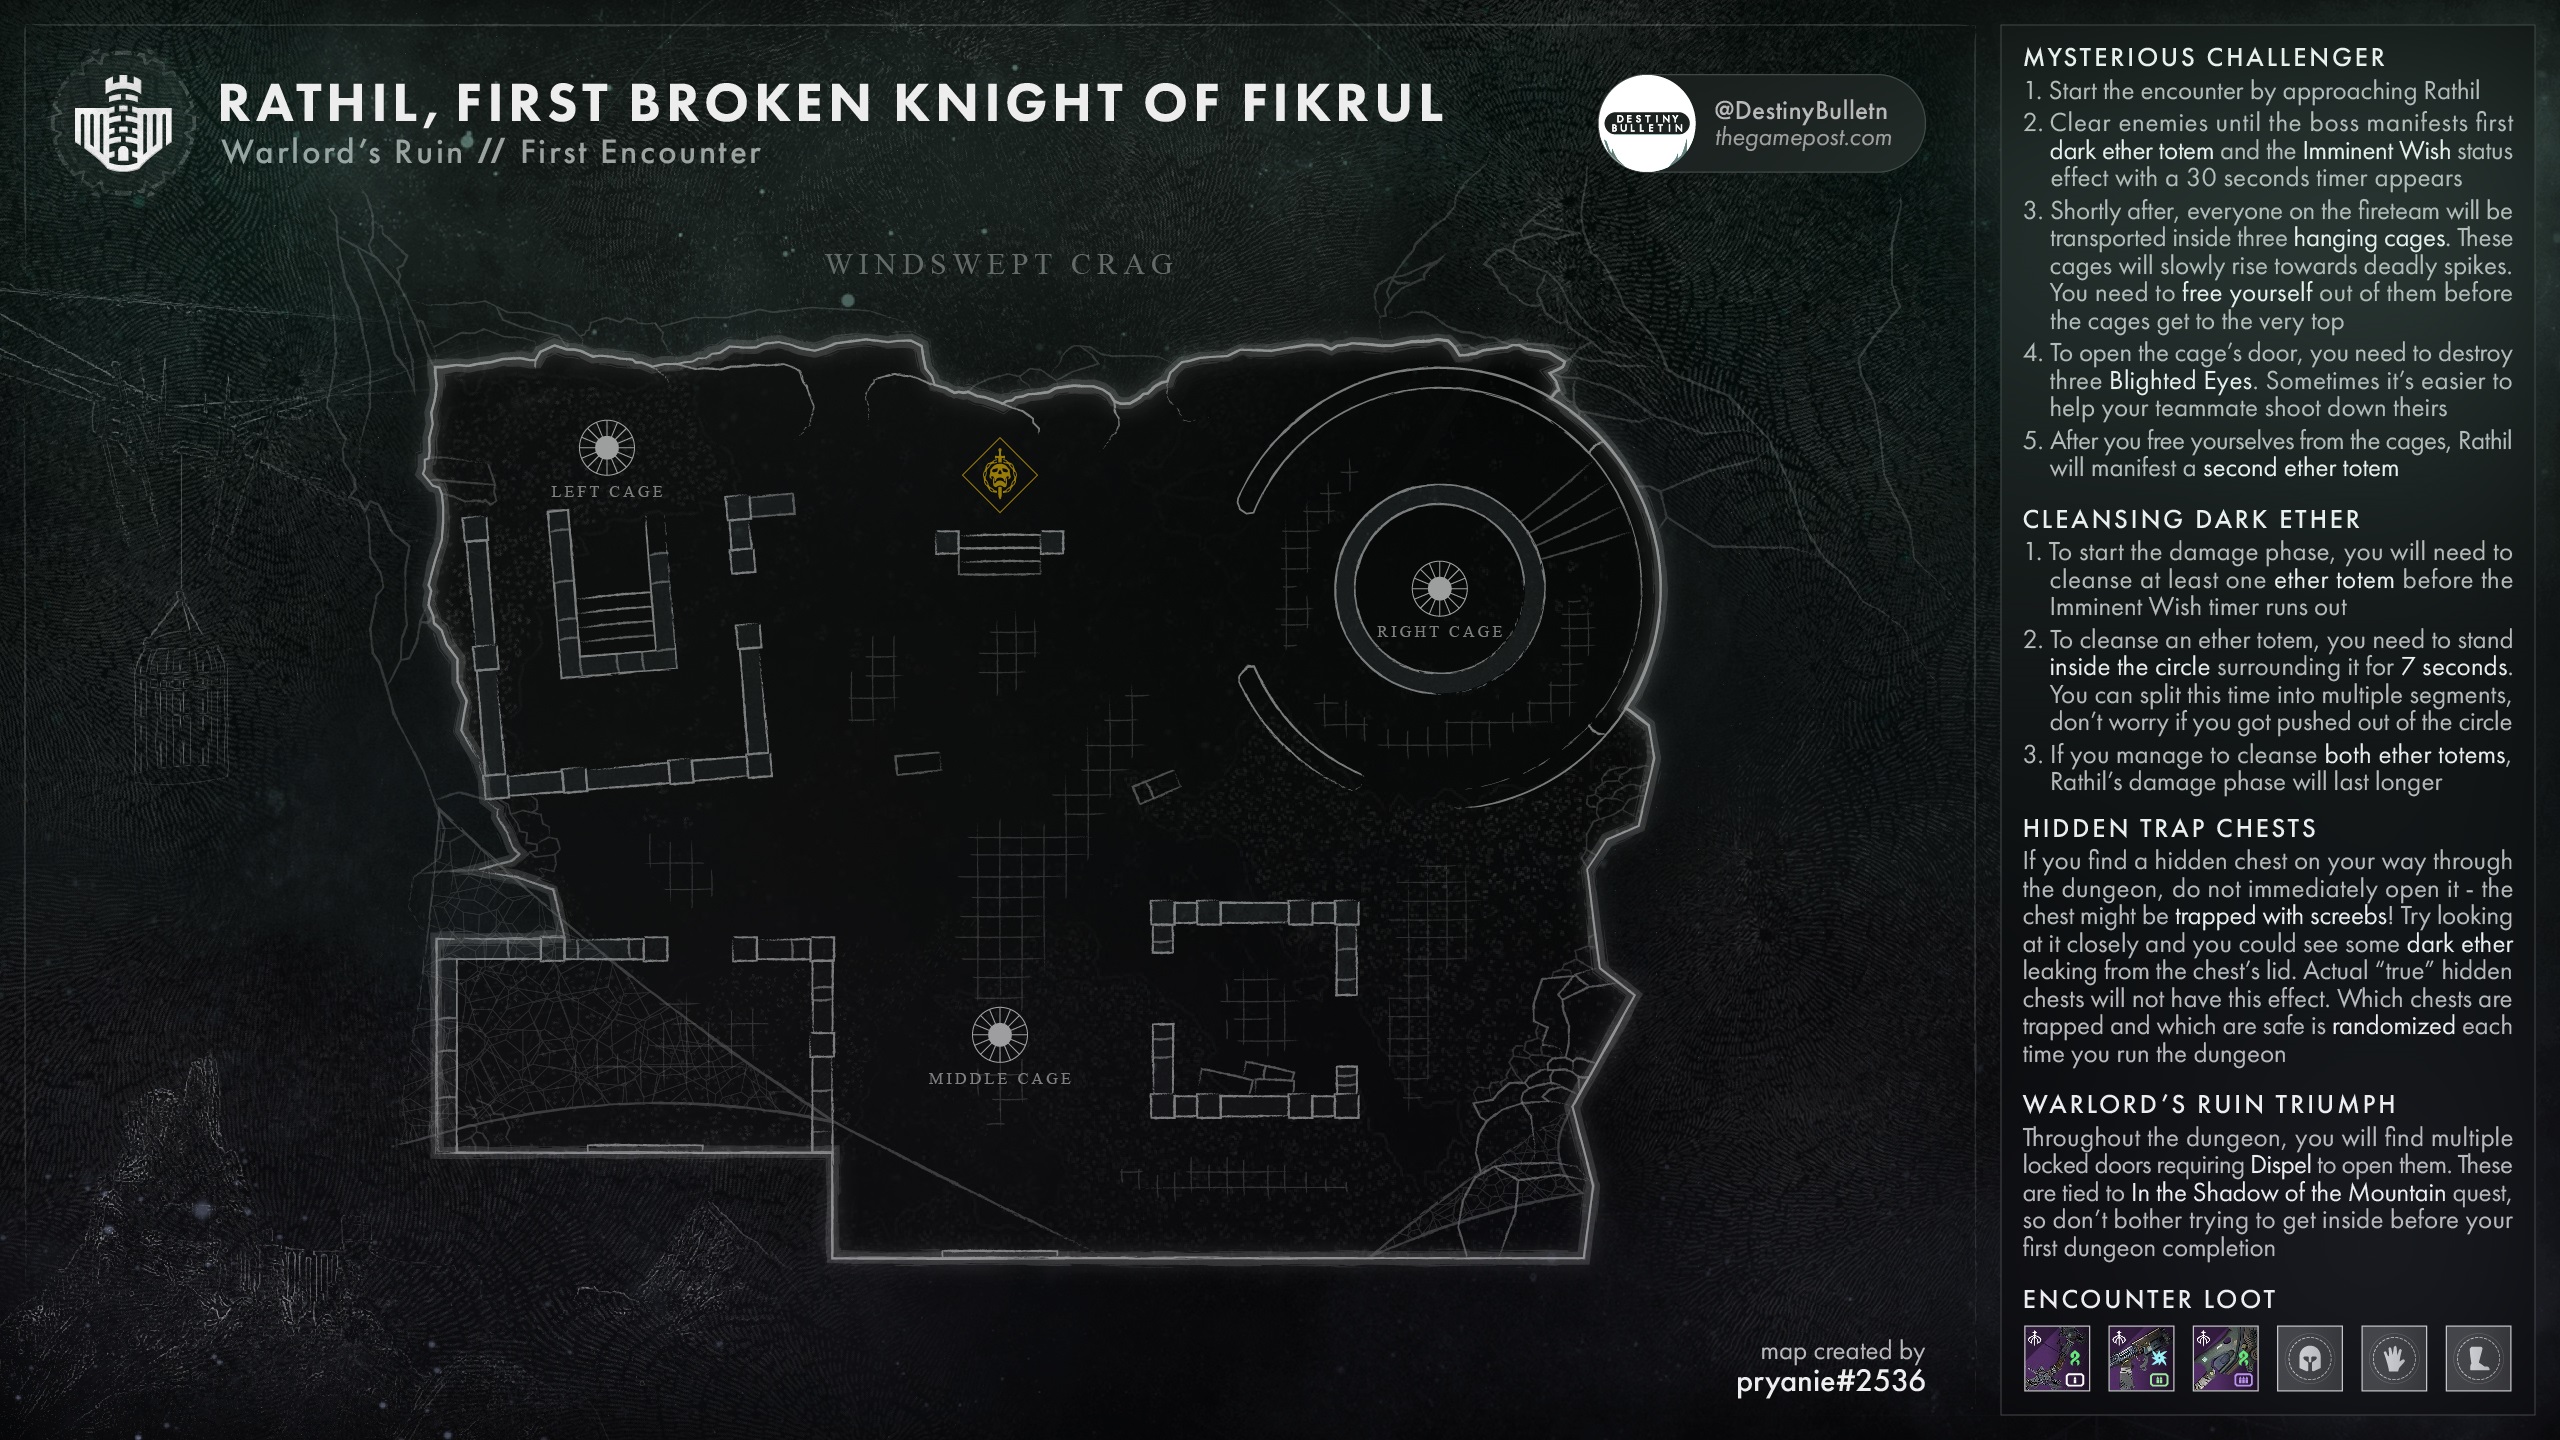 RATHIL, FIRST BROKEN KNIGHT OF FIKRUL
Warlord's Ruin // First Encounter
DESTINY
BULLETIN
@DestinyBulletn
thegamepost.com
WINDSWEPT CRAG
LEFT CAGE
RIGHT CAGE
MIDDLE CAGE
map created by
pryanie#2536
MYSTERIOUS CHALLENGER
1. Start the encounter by approaching Rathil
2. Clear enemies until the boss manifests first
dark ether totem and the Imminent Wish status
effect with a 30 seconds timer appears
3. Shortly after, everyone on the fireteam will be
transported inside three hanging cages. These
cages will slowly rise towards deadly spikes.
You need to free yourself out of them before
the cages get to the very top
4. To open the cage's door, you need to destroy
three Blighted Eyes. Sometimes it's easier to
help your teammate shoot down theirs
5. After you free yourselves from the cages, Rathil
will manifest a second ether totem
CLEANSING DARK ETHER
1. To start the damage phase, you will need to
cleanse at least one ether totem before the
Imminent Wish timer runs out
2. To cleanse an ether totem, you need to stand
inside the circle surrounding it for 7 seconds.
You can split this time into multiple segments,
don't worry if you got pushed out of the circle
3. If you manage to cleanse both ether totems,
Rathil's damage phase will last longer
HIDDEN TRAP CHESTS
If you find a hidden chest on your way through
the dungeon, do not immediately open it - the
chest might be trapped with screebs! Try looking
at it closely and you could see some dark ether
leaking from the chest's lid. Actual “true” hidden
chests will not have this effect. Which chests are
trapped and which are safe is randomized each
time you run the dungeon
WARLORD'S RUIN TRIUMPH
Throughout the dungeon, you will find multiple
locked doors requiring Dispel to open them. These
are tied to In the Shadow of the Mountain quest,
so don't bother trying to get inside before your
first dungeon completion
ENCOUNTER LOOT